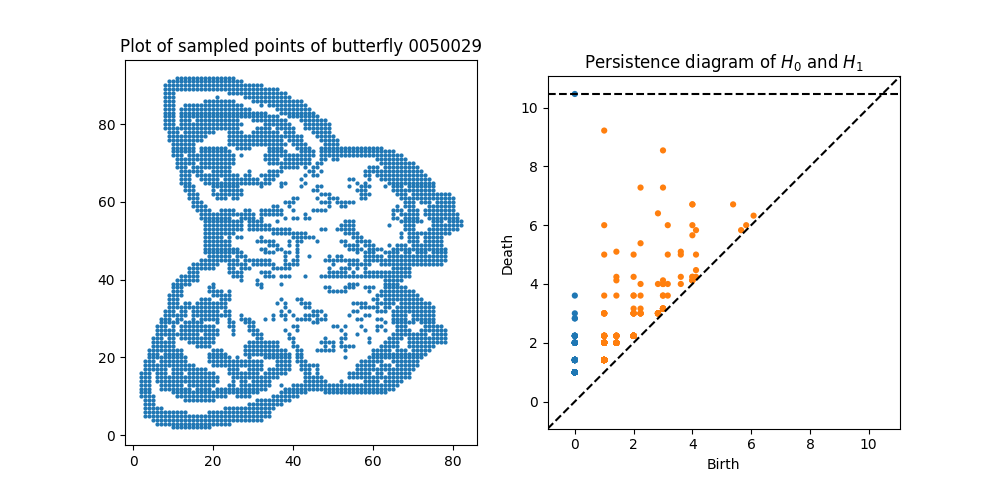 Plot of sampled points of butterfly 0050029
80
60
40
20
0
0 20 40 60 80
Persistence diagram of $H_0$ and $H_1$
Death
10
8
6
4
2
0
0 2 4 6 8 10
Birth